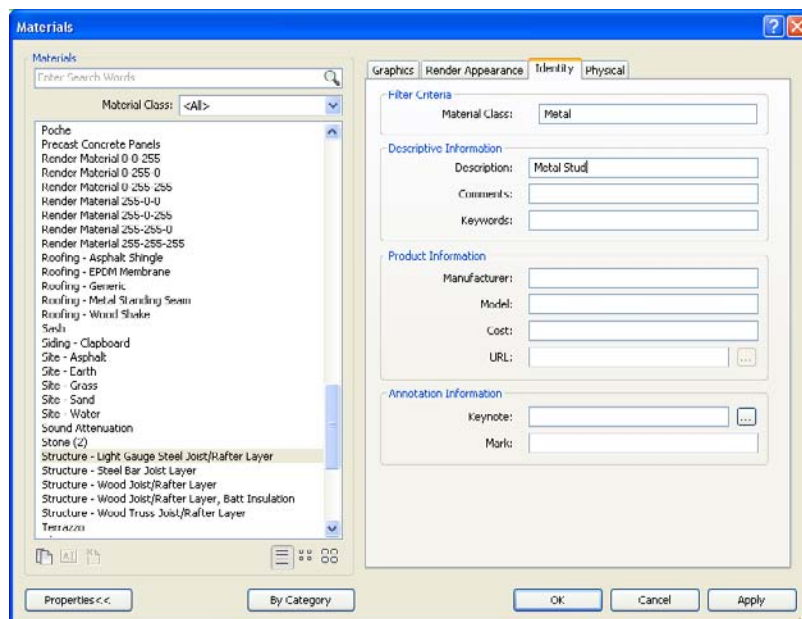 Materials
Materials
Enter Search Words
Material Class: <All>
Poche
Precast Concrete Panels
Render Material 0-0-255
Render Material 0-255-0
Render Material 0-255-255
Render Material 255-0-0
Render Material 255-0-255
Render Material 255-255-0
Render Material 255-255-255
Roofing - Asphalt Shingle
Roofing - EPDM Membrane
Roofing - Generic
Roofing - Metal Standing Seam
Roofing - Wood Shake
Sash
Siding - Clapboard
Site - Asphalt
Site - Earth
Site - Grass
Site - Sand
Site - Water
Sound Attenuation
Stone (2)
Structure - Light Gauge Steel Joist/Rafter Layer
Structure - Steel Bar Joist Layer
Structure - Wood Joist/Rafter Layer
Structure - Wood Joist/Rafter Layer, Batt Insulation
Structure - Wood Truss Joist/Rafter Layer
Terrazzo
Properties<<
By Category
Graphics Render Appearance Identity Physical
Filter Criteria
Material Class: Metal
Descriptive Information
Description: Metal Stud
Comments:
Keywords:
Product Information
Manufacturer:
Model:
Cost:
URL:
...
Annotation Information
Keynote:
...
Mark:
OK
Cancel
Apply